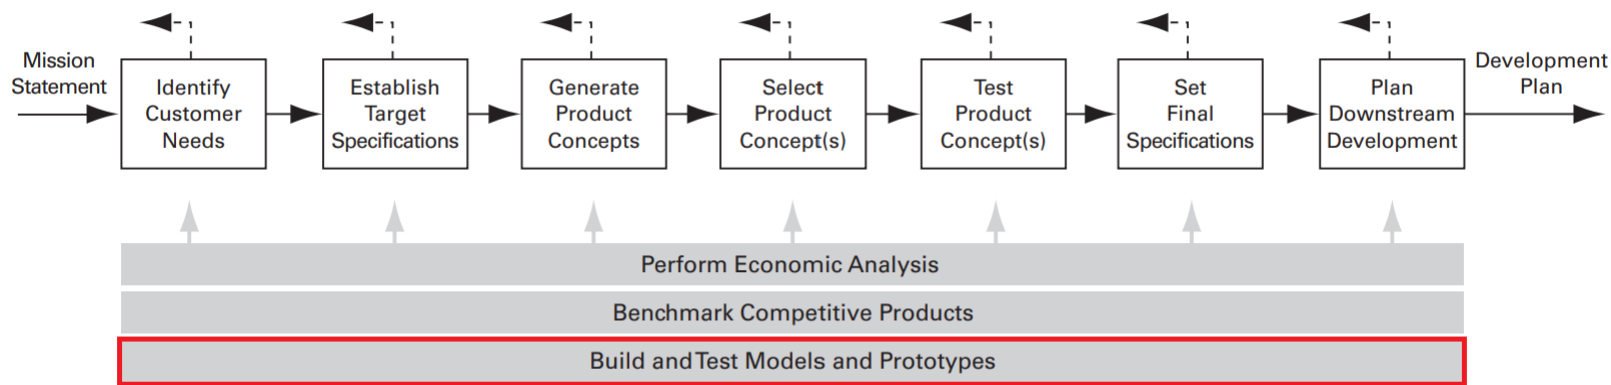 Mission
Statement
Identify
Customer
Needs
Establish
Target
Specifications
Generate
Product
Concepts
Select
Product
Concept(s)
Test
Product
Concept(s)
Set
Final
Specifications
Plan
Downstream
Development
Development
Plan
Perform Economic Analysis
Benchmark Competitive Products
Build and Test Models and Prototypes